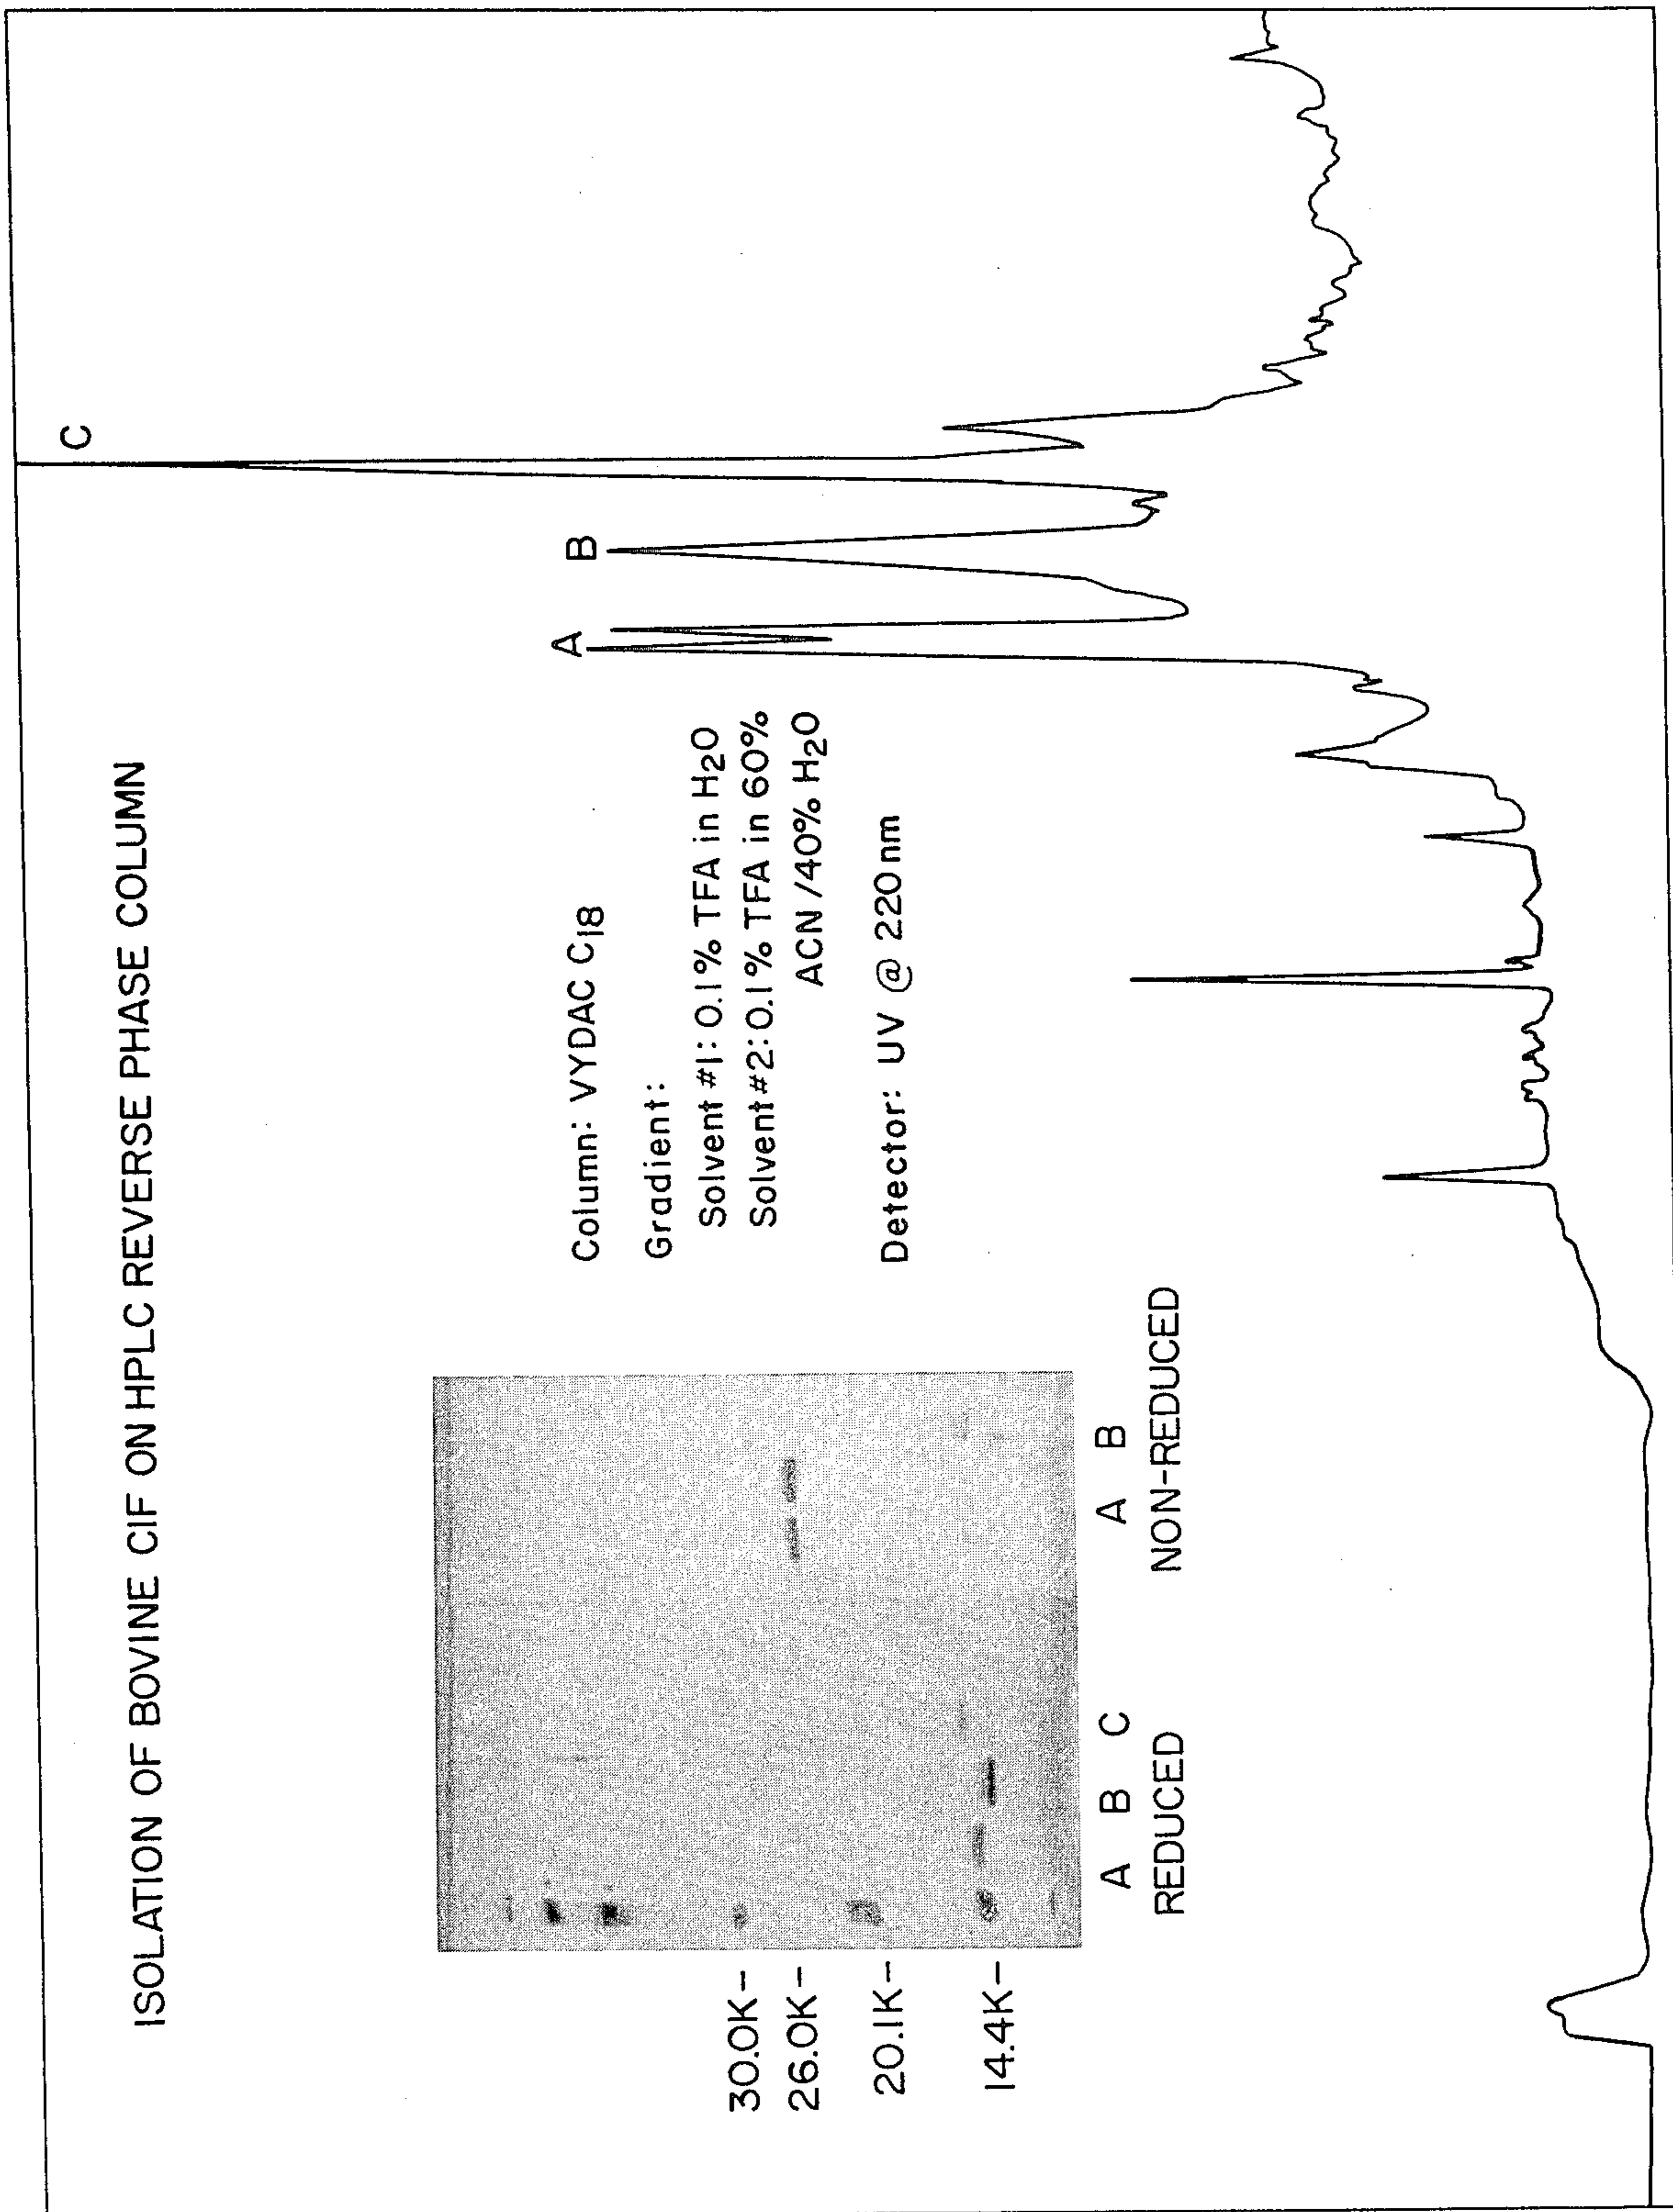 ISOLATION OF BOVINE CIF ON HPLC REVERSE PHASE COLUMN
C
B
A
Column: VYDAC C18
Gradient:
Solvent #1: 0.1% TFA in H2O
Solvent #2: 0.1% TFA in 60%
ACN /40% H2O
Detector: UV @ 220nm
30.0K-
26.0K-
20.1K-
14.4K-
A B C A B
REDUCED NON-REDUCED